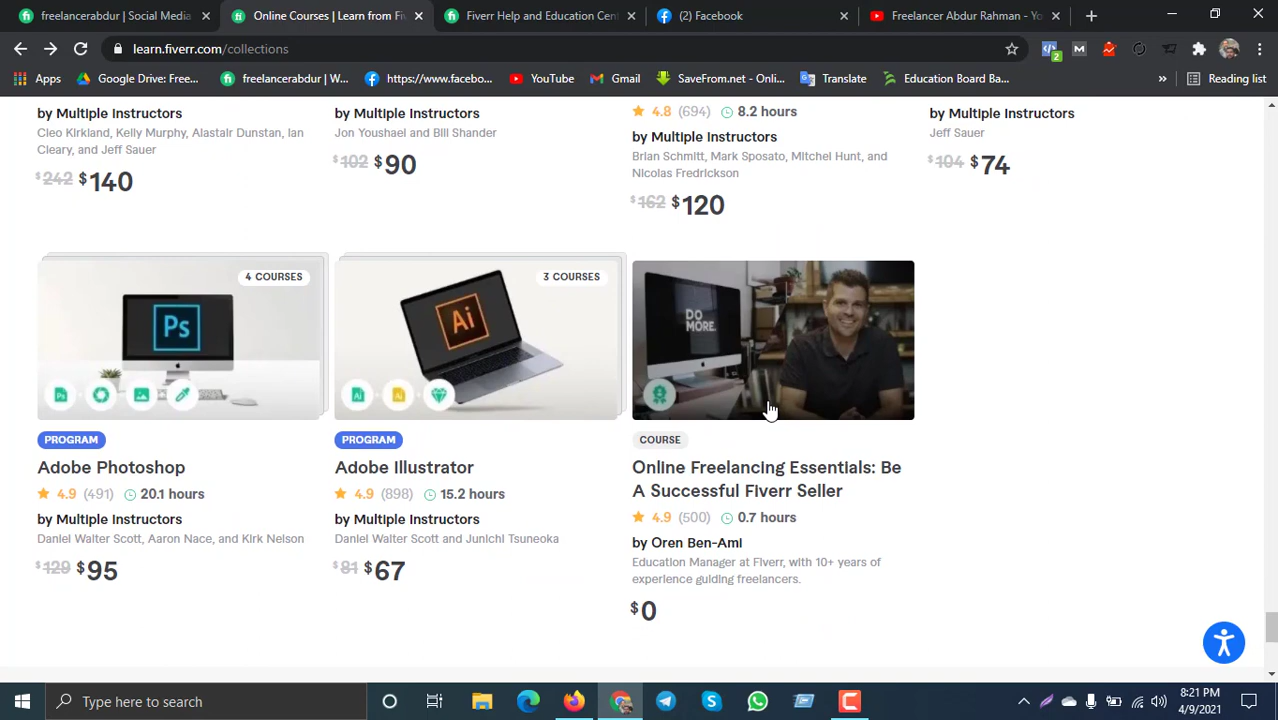 freelancerabdur | Social Media
Online Courses | Learn from Fiv
Fiverr Help and Education Cent
(2) Facebook
Freelancer Abdur Rahman - Yo
learn.fiverr.com/collections
2
M
Apps
Google Drive: Free...
freelancerabdur | W...
https://www.facebo...
YouTube
Gmail
SaveFrom.net - Onli...
Translate
Education Board Ba...
»
Reading list
by Multiple Instructors
Cleo Kirkland, Kelly Murphy, Alastair Dunstan, Ian
Cleary, and Jeff Sauer
$242 $140
by Multiple Instructors
Jon Youshaei and Bill Shander
$102 $90
4.8 (694) 8.2 hours
by Multiple Instructors
Brian Schmitt, Mark Sposato, Mitchel Hunt, and
Nicolas Fredrickson
$162 $120
by Multiple Instructors
Jeff Sauer
$104 $74
4 COURSES
Ps
PROGRAM
Adobe Photoshop
4.9 (491) 20.1 hours
by Multiple Instructors
Daniel Walter Scott, Aaron Nace, and Kirk Nelson
$129 $95
3 COURSES
Ai
PROGRAM
Adobe Illustrator
4.9 (898) 15.2 hours
by Multiple Instructors
Daniel Walter Scott and Junichi Tsuneoka
$81 $67
DO
MORE.
COURSE
Online Freelancing Essentials: Be
A Successful Fiverr Seller
4.9 (500) 0.7 hours
by Oren Ben-Ami
Education Manager at Fiverr, with 10+ years of
experience guiding freelancers.
$0
Type here to search
8:21 PM
4/9/2021